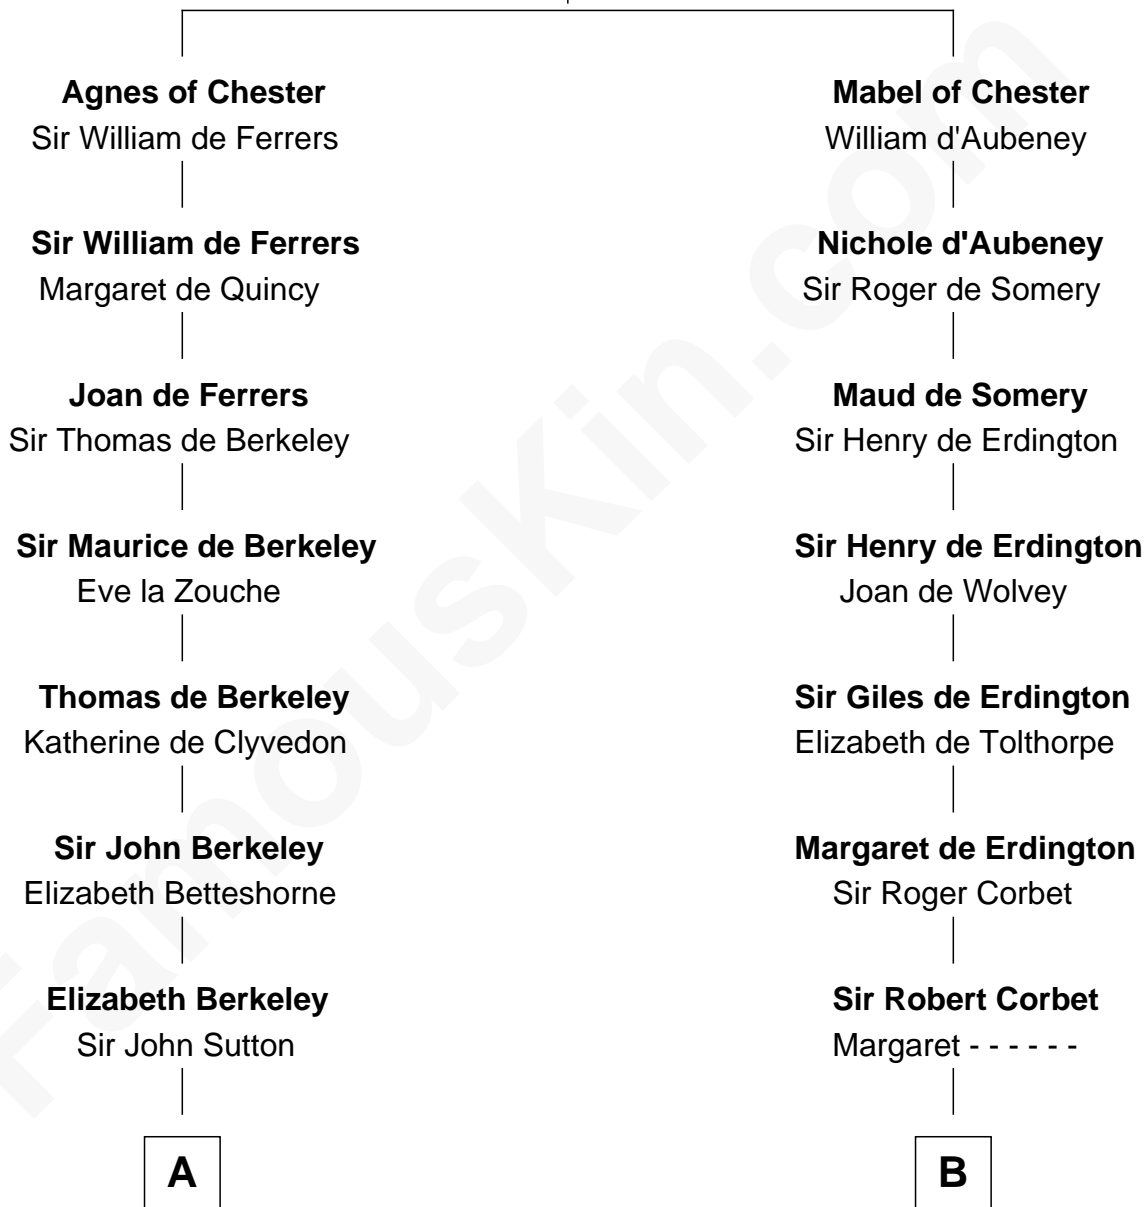 Agnes of Chester
Sir William de Ferrers
Sir William de Ferrers
Margaret de Quincy
Joan de Ferrers
Sir Thomas de Berkeley
Sir Maurice de Berkeley
Eve la Zouche
Thomas de Berkeley
Katherine de Clyvedon
Sir John Berkeley
Elizabeth Betteshorne
Elizabeth Berkeley
Sir John Sutton
A
Mabel of Chester
William d'Aubeney
Nichole d'Aubeney
Sir Roger de Somery
Maud de Somery
Sir Henry de Erdington
Sir Henry de Erdington
Joan de Wolvey
Sir Giles de Erdington
Elizabeth de Tolthorpe
Margaret de Erdington
Sir Roger Corbet
Sir Robert Corbet
Margaret - - - - - -
B
FamousKin.com